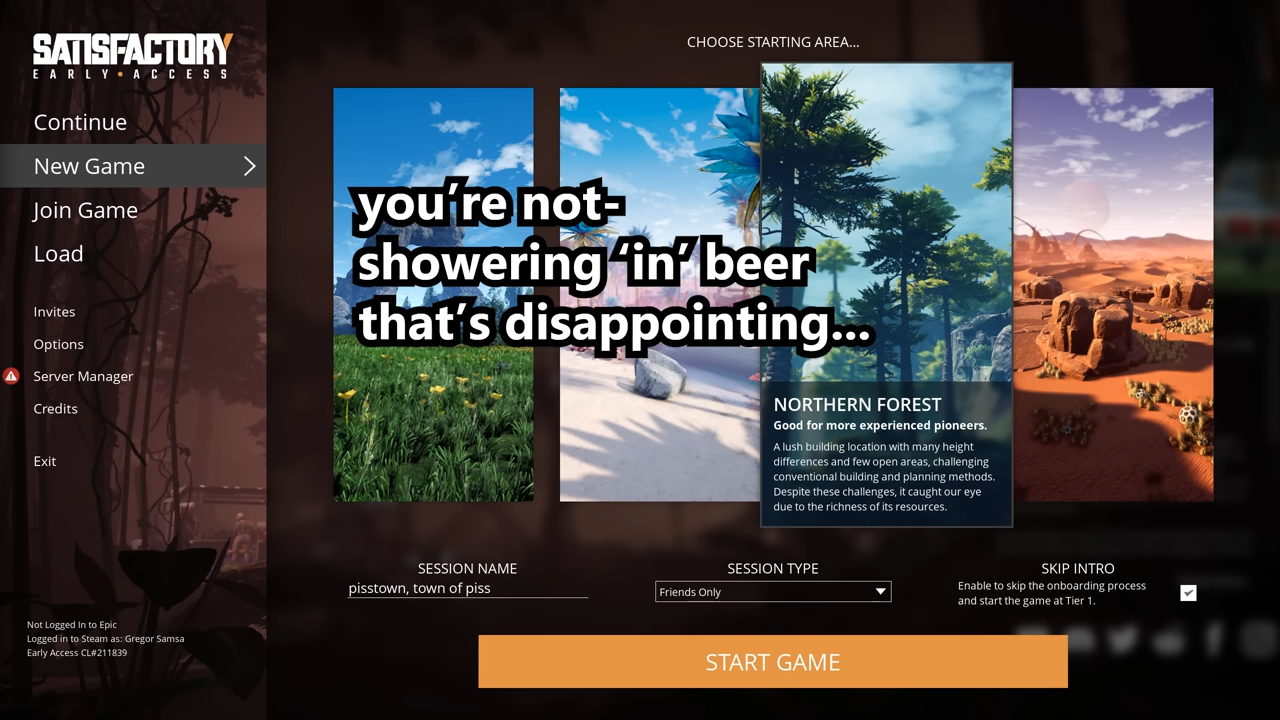 SATISFACTORY
EARLY • ACCESS
Continue
New Game
Join Game
Load
Invites
Options
Server Manager
Credits
Exit
Not Logged In to Epic
Logged in to Steam as: Gregor Samsa
Early Access CL#211839
CHOOSE STARTING AREA...
you’re not-
showering ‘in’ beer
that’s disappointing...
NORTHERN FOREST
Good for more experienced pioneers.
A lush building location with many height
differences and few open areas, challenging
conventional building and planning methods.
Despite these challenges, it caught our eye
due to the richness of its resources.
SESSION NAME
pisstown, town of piss
SESSION TYPE
Friends Only
SKIP INTRO
Enable to skip the onboarding process
and start the game at Tier 1.
START GAME